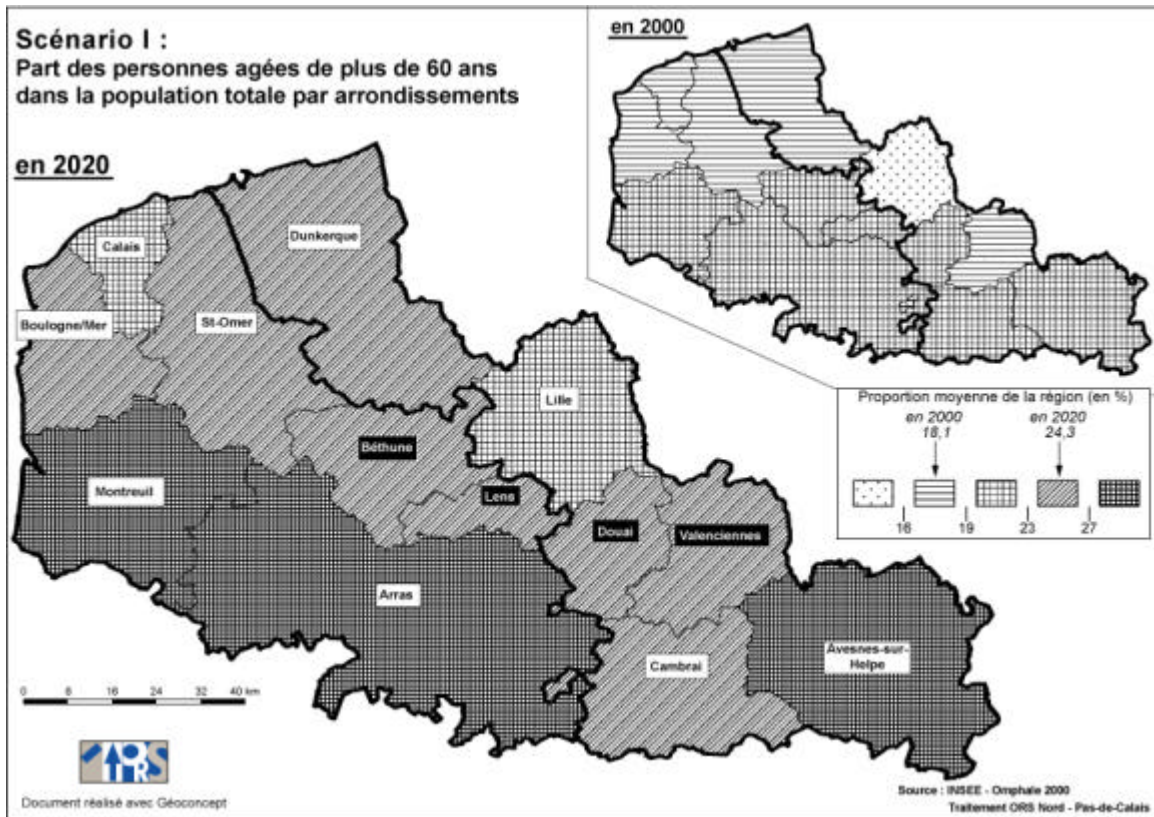 Scénario I :
Part des personnes agées de plus de 60 ans
dans la population totale par arrondissements
en 2000
en 2020
Calais
Dunkerque
Boulogne/Mer
St-Omer
Lille
Béthune
Montreuil
Lens
Douai
Valenciennes
Arras
Avesnes-sur-
Helpe
Cambrai
Proportion moyenne de la région (en %)
en 2000 en 2020
18,1 24,3
16 19 23 27
0 8 16 24 32 40 km
ORS
Document réalisé avec Géoconcept
Source : INSEE - Omphale 2000
Traitement ORS Nord - Pas-de-Calais